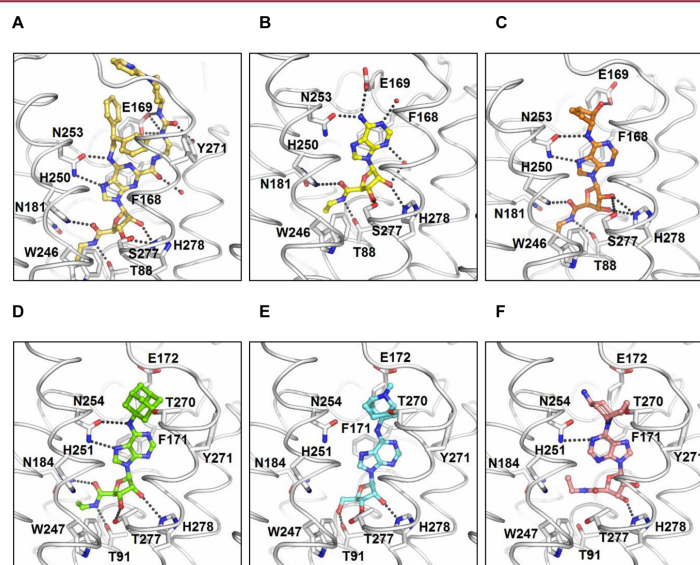 A
B
C
E169
N253
Y271
H250
F168
N181
W246
S277
H278
T88
E169
N253
F168
H250
N181
W246
S277
H278
T88
E169
N253
F168
H250
N181
W246
S277
H278
T88
D
E
F
E172
N254
T270
F171
H251
Y271
N184
W247
T277
H278
T91
E172
N254
T270
F171
H251
Y271
N184
W247
T277
H278
T91
E172
N254
T270
F171
H251
Y271
N184
W247
T277
H278
T91